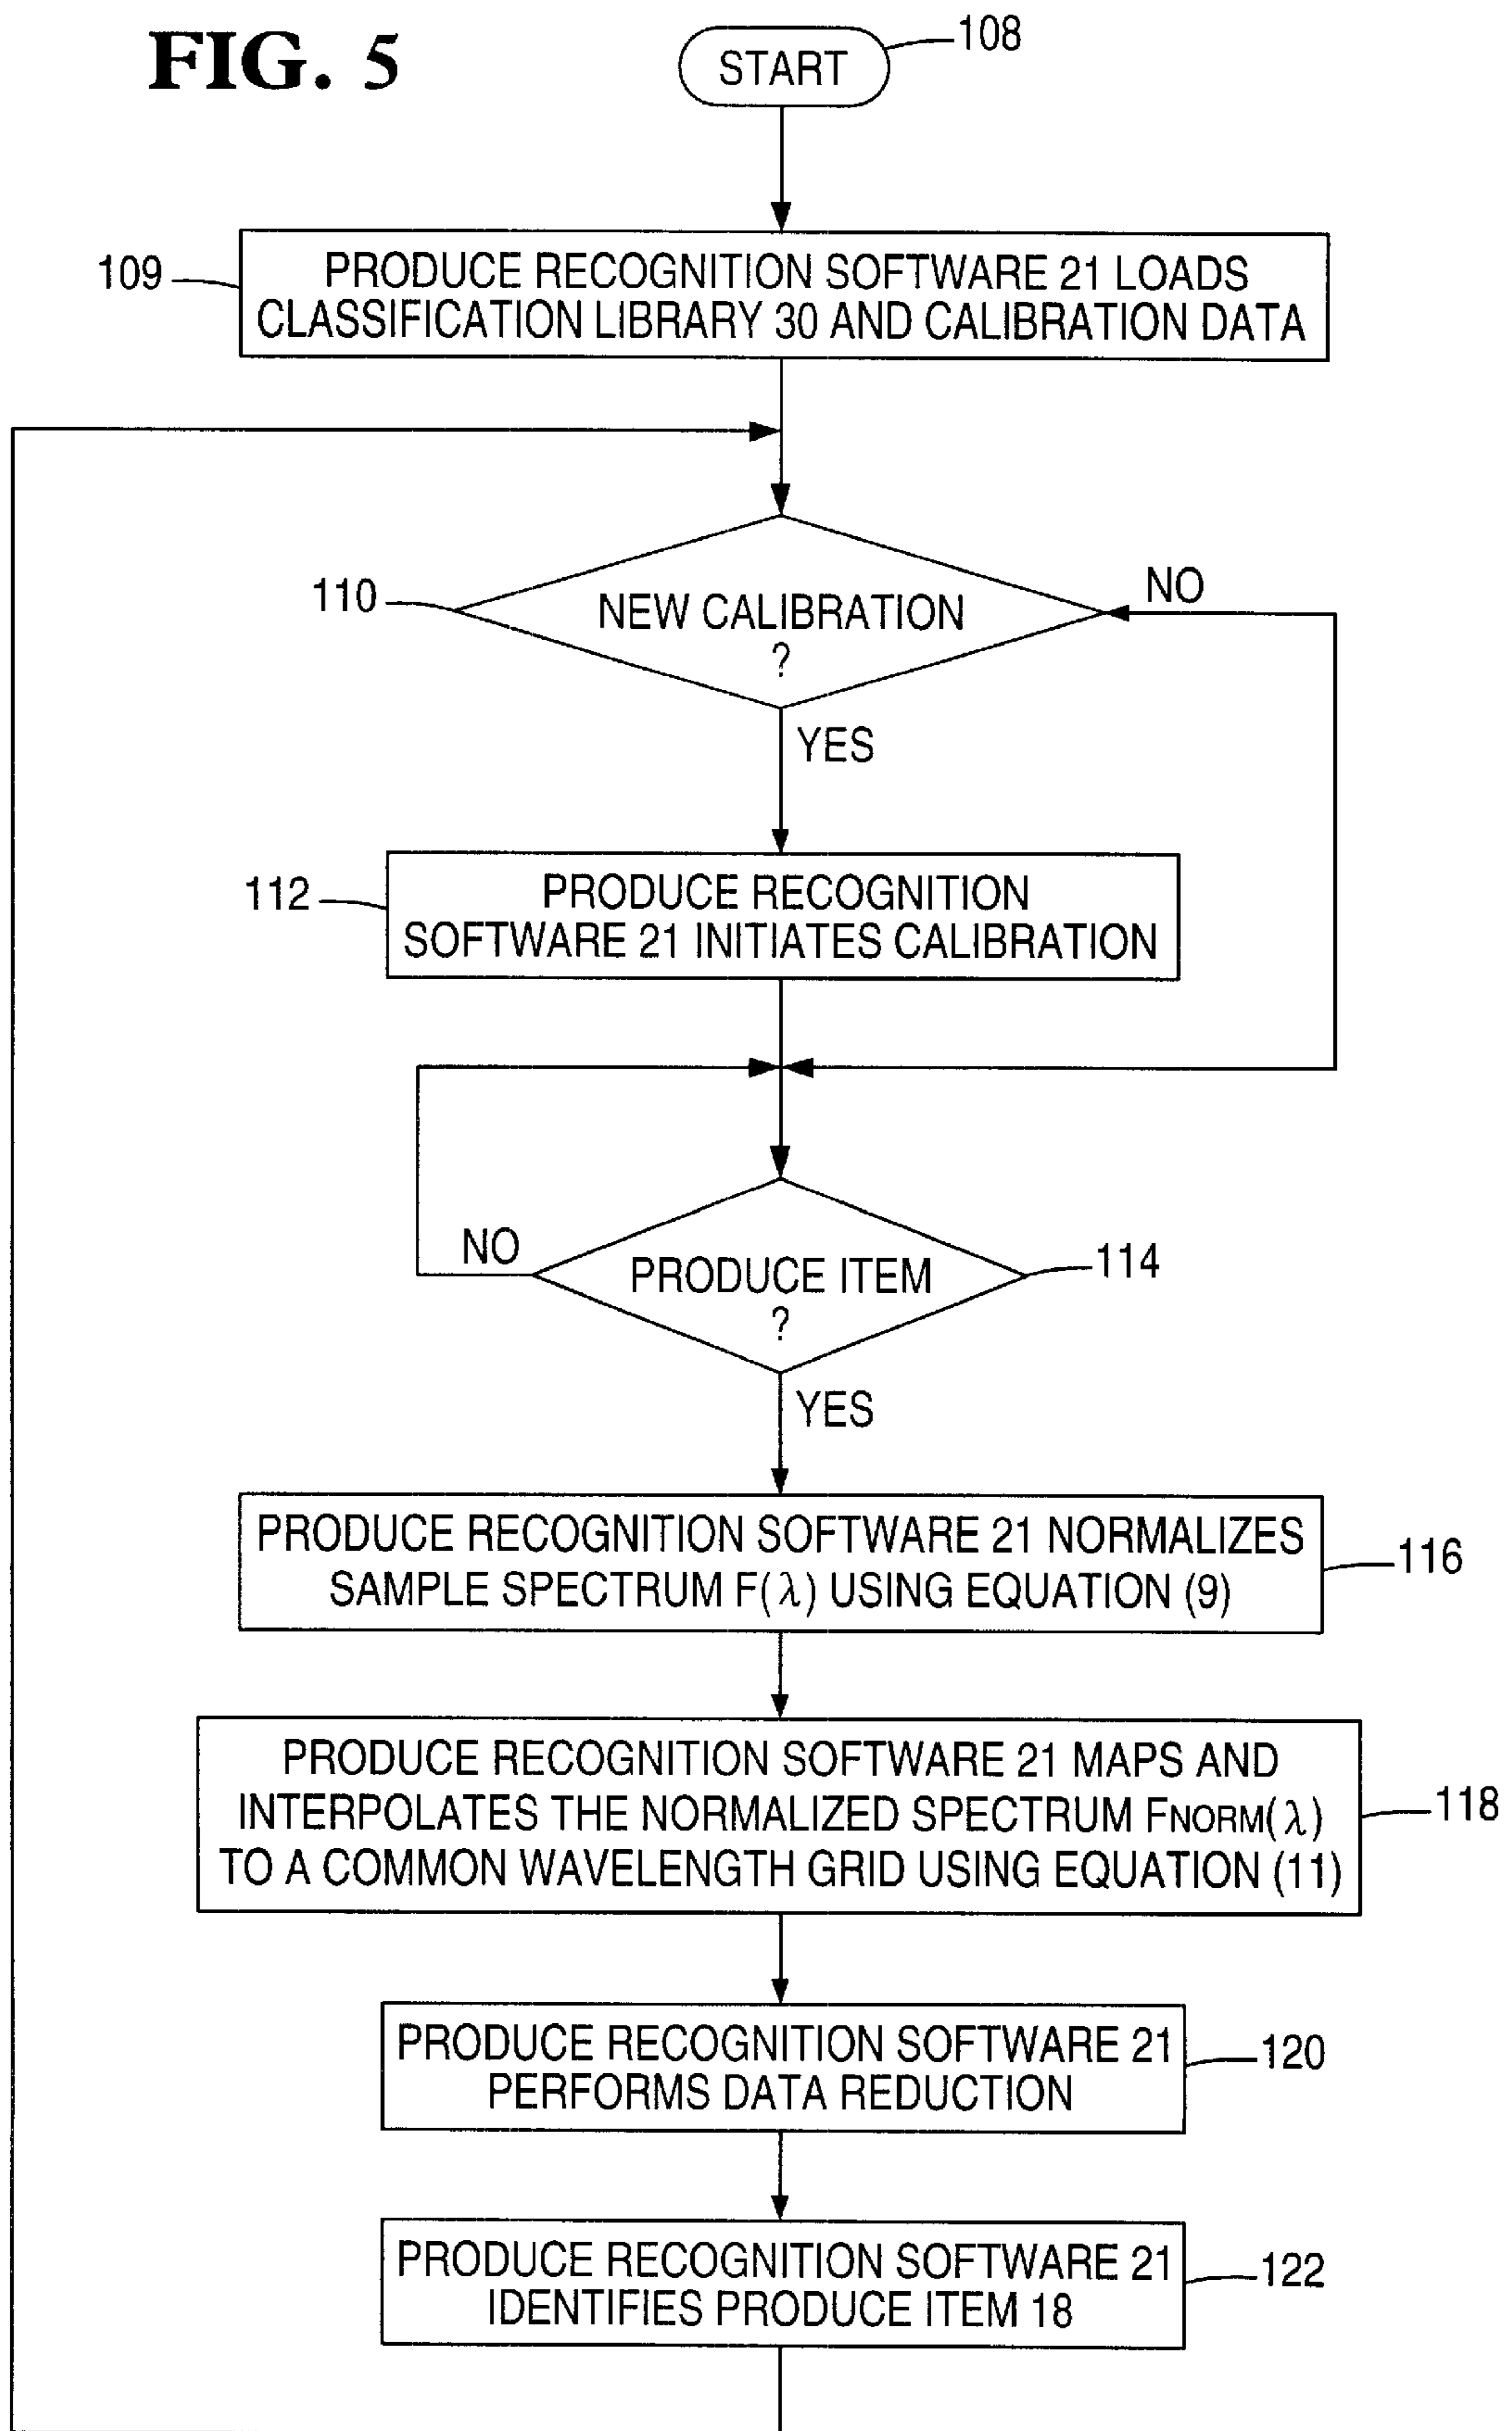 FIG. 5
START
108
109
PRODUCE RECOGNITION SOFTWARE 21 LOADS
CLASSIFICATION LIBRARY 30 AND CALIBRATION DATA
110
NEW CALIBRATION
?
NO
YES
112
PRODUCE RECOGNITION
SOFTWARE 21 INITIATES CALIBRATION
NO
PRODUCE ITEM
?
114
YES
PRODUCE RECOGNITION SOFTWARE 21 NORMALIZES
SAMPLE SPECTRUM F(λ) USING EQUATION (9)
116
PRODUCE RECOGNITION SOFTWARE 21 MAPS AND
INTERPOLATES THE NORMALIZED SPECTRUM FNORM(λ)
TO A COMMON WAVELENGTH GRID USING EQUATION (11)
118
PRODUCE RECOGNITION SOFTWARE 21
PERFORMS DATA REDUCTION
120
PRODUCE RECOGNITION SOFTWARE 21
IDENTIFIES PRODUCE ITEM 18
122